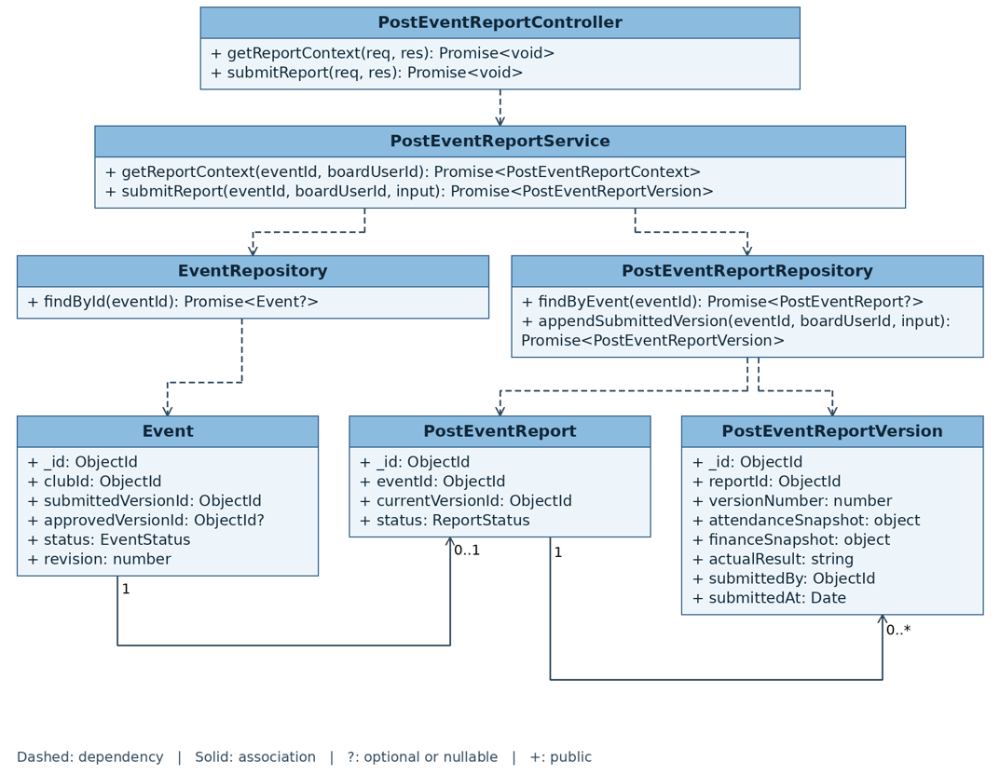 PostEventReportController
+ getReportContext(req, res): Promise<void>
+ submitReport(req, res): Promise<void>
PostEventReportService
+ getReportContext(eventId, boardUserId): Promise<PostEventReportContext>
+ submitReport(eventId, boardUserId, input): Promise<PostEventReportVersion>
EventRepository
+ findById(eventId): Promise<Event?>
PostEventReportRepository
+ findByEvent(eventId): Promise<PostEventReport?>
+ appendSubmittedVersion(eventId, boardUserId, input):
Promise<PostEventReportVersion>
Event
+ _id: ObjectId
+ clubId: ObjectId
+ submittedVersionId: ObjectId
+ approvedVersionId: ObjectId?
+ status: EventStatus
+ revision: number
PostEventReport
+ _id: ObjectId
+ eventId: ObjectId
+ currentVersionId: ObjectId
+ status: ReportStatus
PostEventReportVersion
+ _id: ObjectId
+ reportId: ObjectId
+ versionNumber: number
+ attendanceSnapshot: object
+ financeSnapshot: object
+ actualResult: string
+ submittedBy: ObjectId
+ submittedAt: Date
1
0..1
1
0..*
Dashed: dependency | Solid: association | ?: optional or nullable | +: public